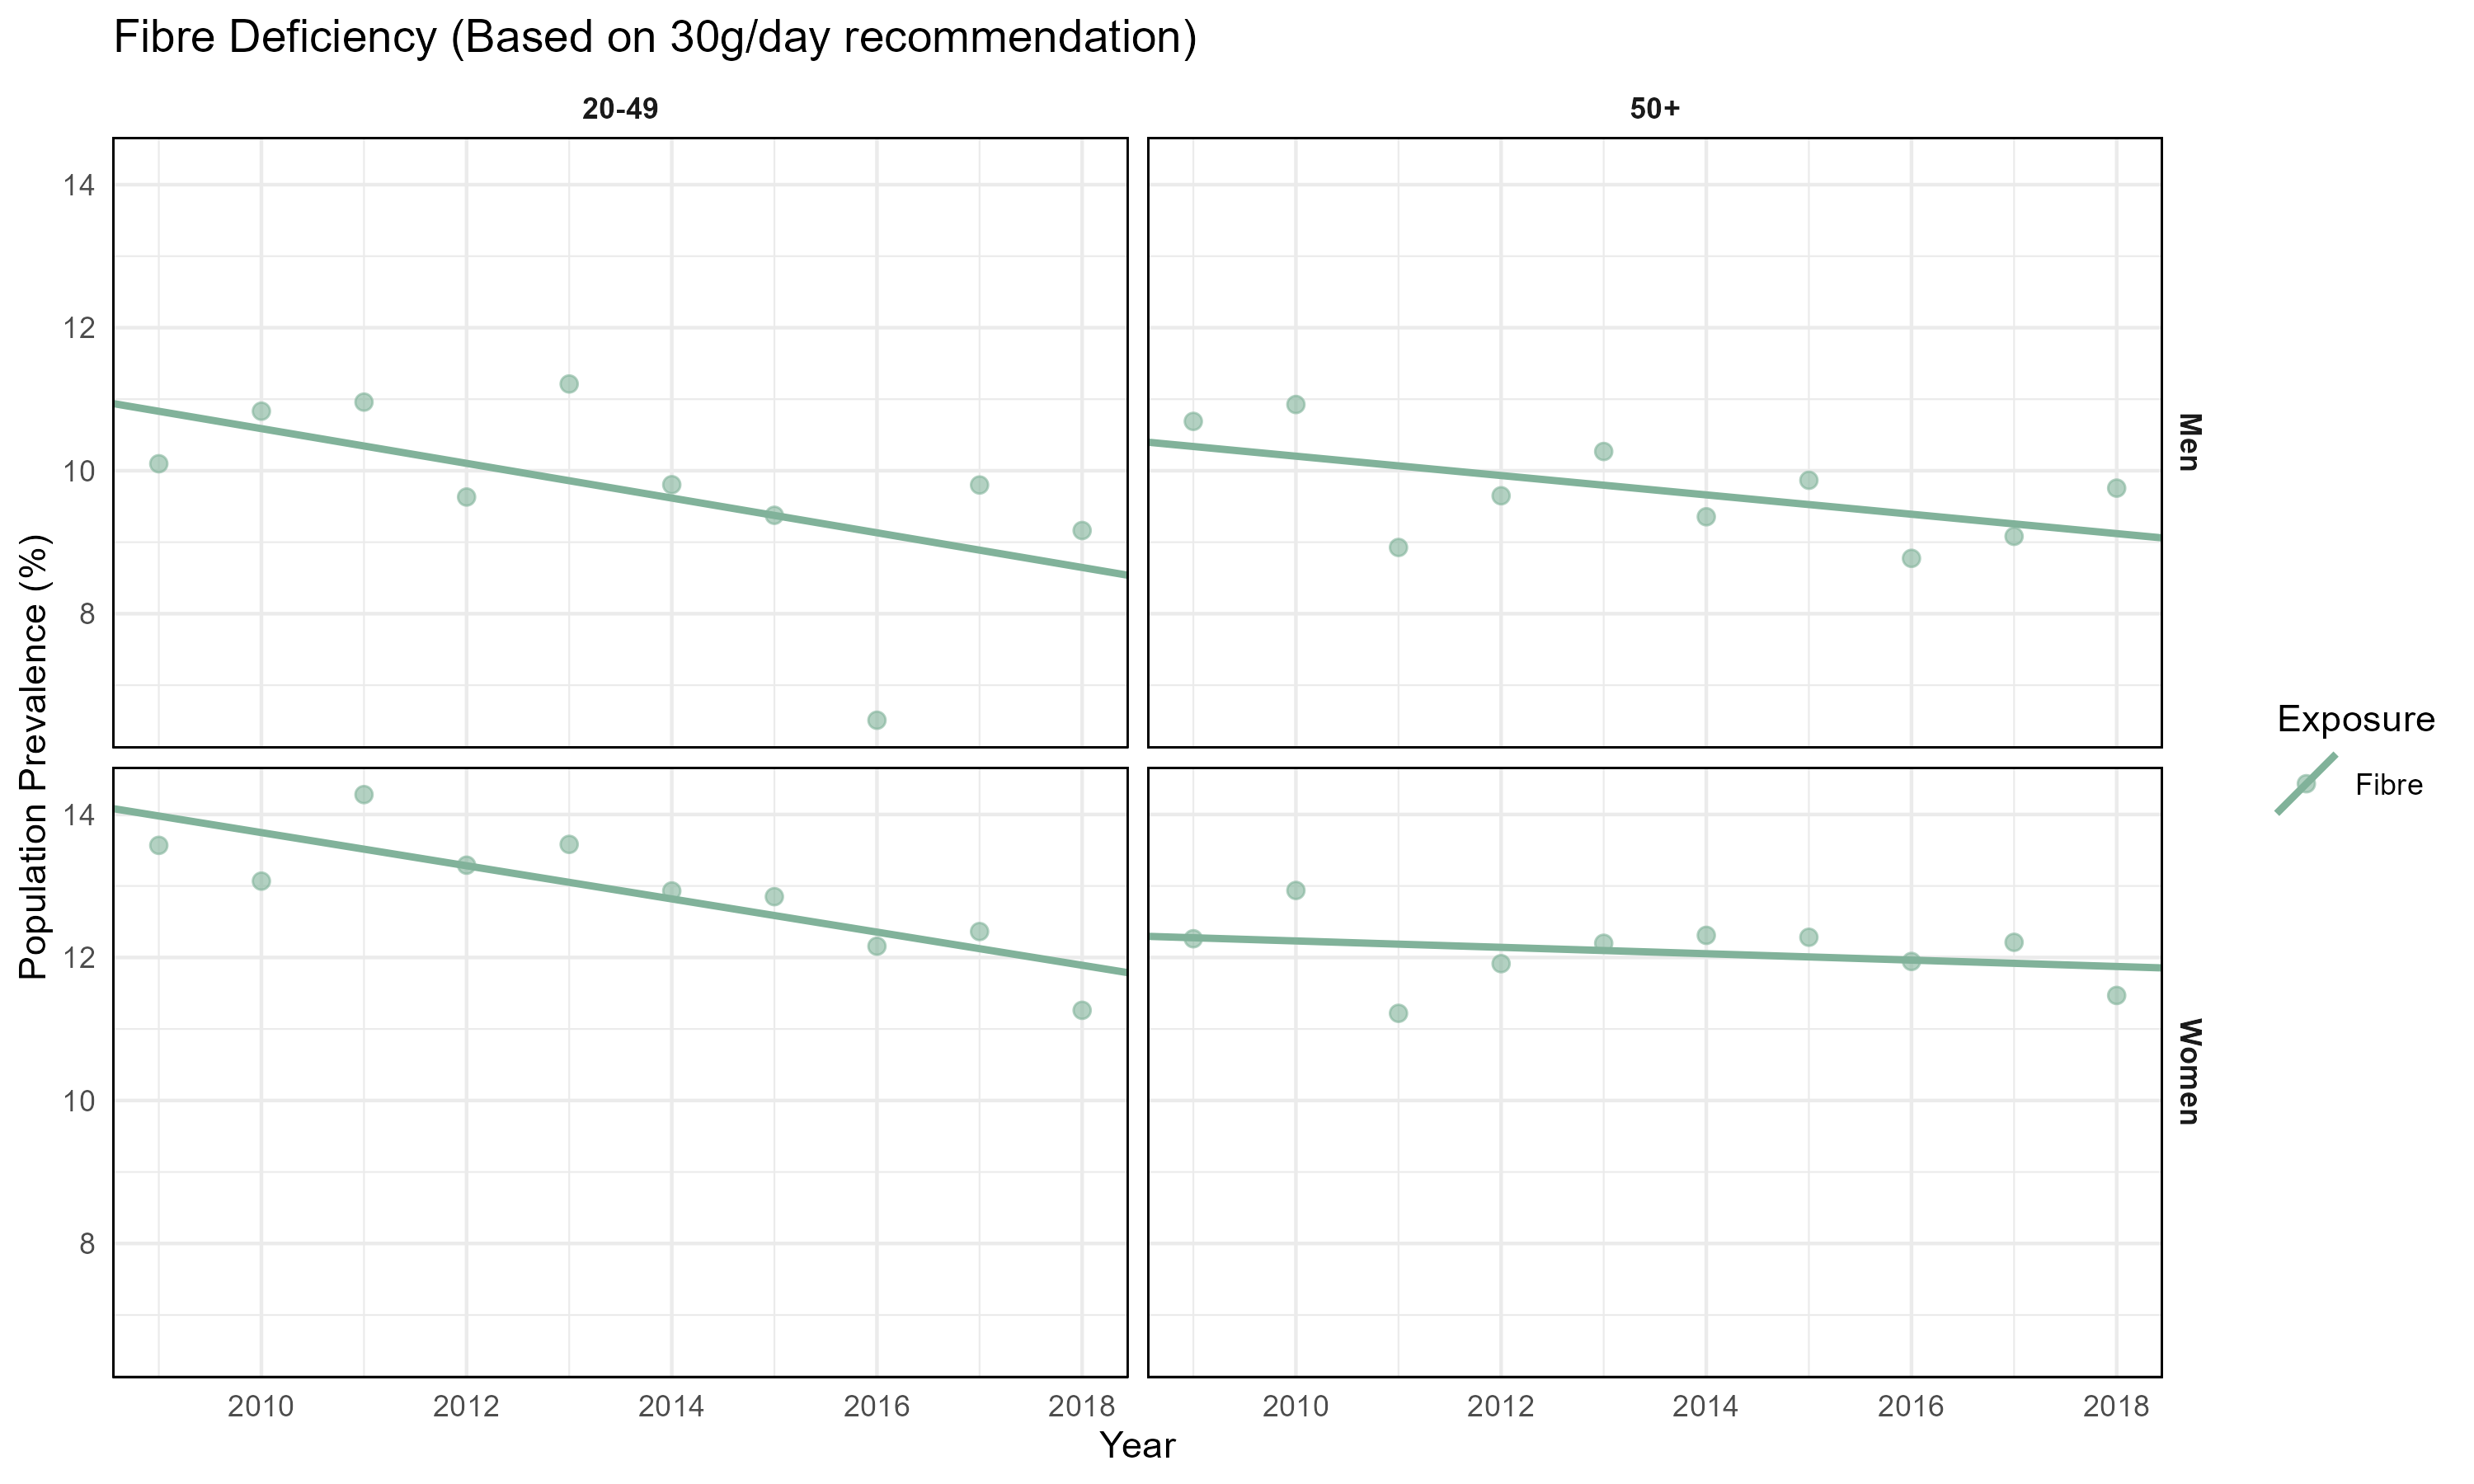 Fibre Deficiency (Based on 30g/day recommendation)
20-49
50+
14
12
10
8
Men
Population Prevalence (%)
14
12
10
8
Women
Exposure
Fibre
2010 2012 2014 2016 2018
2010 2012 2014 2016 2018
Year